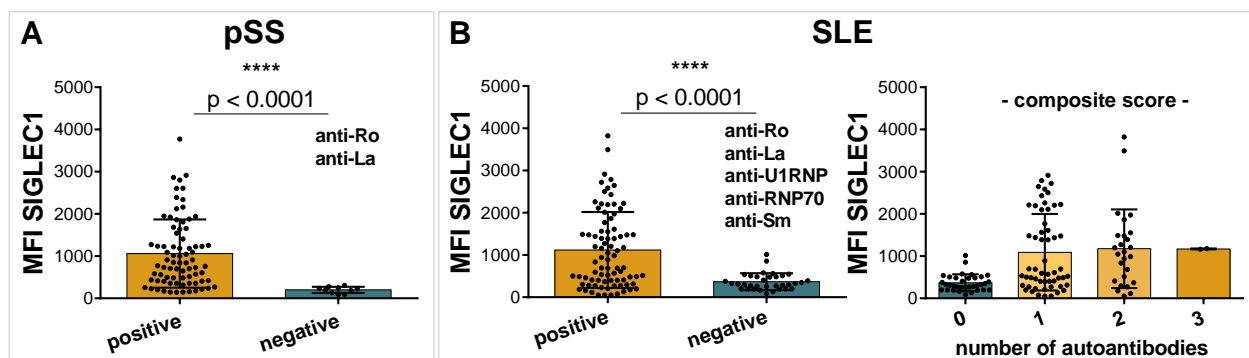 A
pSS
****
p < 0.0001
anti-Ro
anti-La
MFI SIGLEC1
5000
4000
3000
2000
1000
0
positive
negative
B
SLE
****
p < 0.0001
anti-Ro
anti-La
anti-U1RNP
anti-RNP70
anti-Sm
MFI SIGLEC1
5000
4000
3000
2000
1000
0
positive
negative
- composite score -
MFI SIGLEC1
5000
4000
3000
2000
1000
0
0
1
2
3
number of autoantibodies